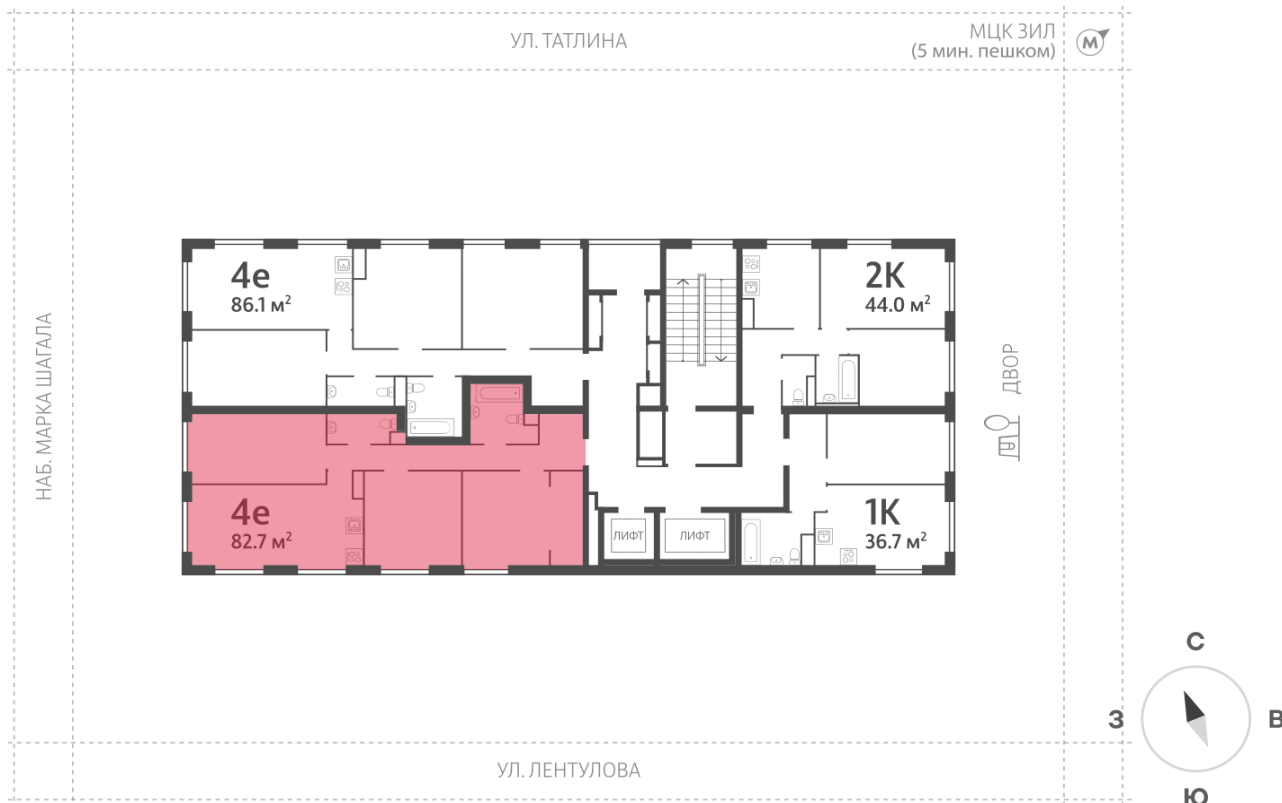 УЛ. ТАТЛИНА
МЦК ЗИЛ
(5 мин. пешком)
М
НАБ. МАРКА ШАГАЛА
4е
86.1 м²
2К
44.0 м²
ДВОР
4е
82.7 м²
ЛИФТ
ЛИФТ
1К
36.7 м²
УЛ. ЛЕНТУЛОВА
С
З
В
Ю